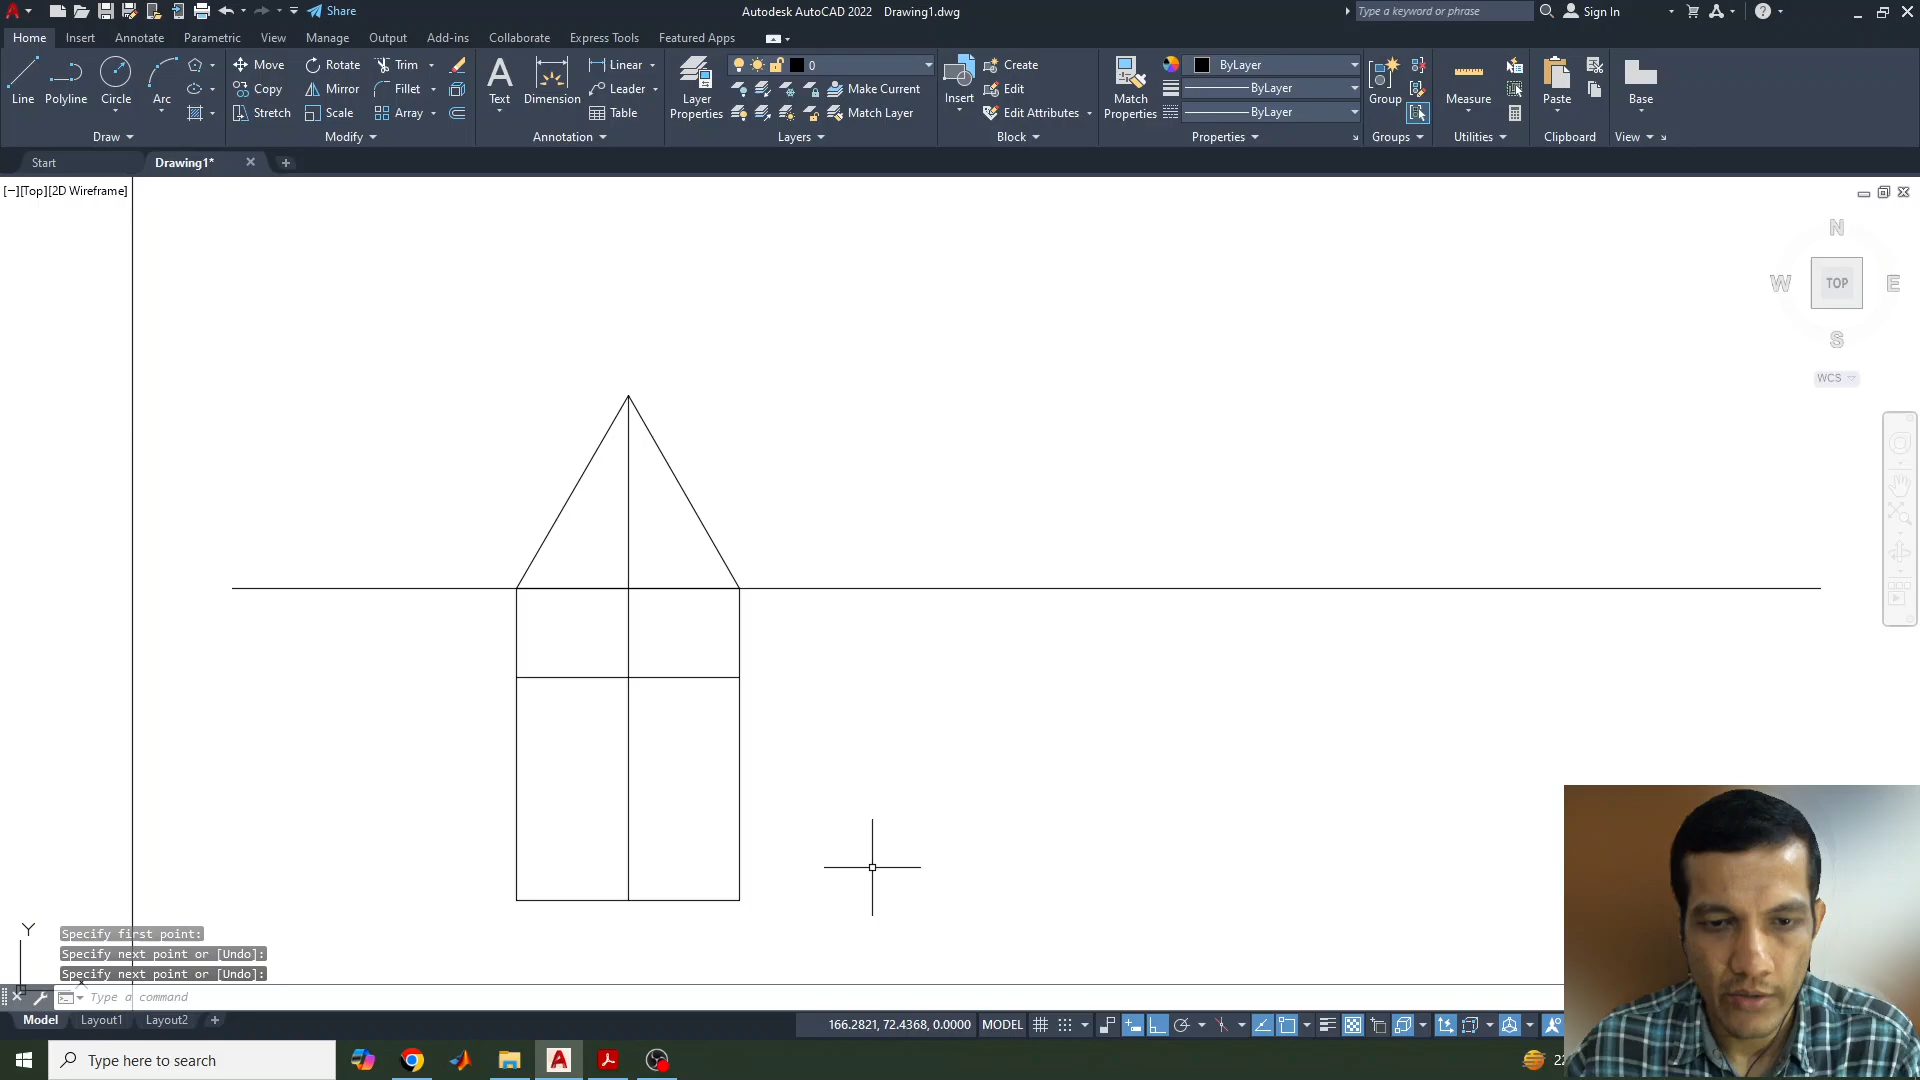 Share
Autodesk AutoCAD 2022 Drawing1.dwg
Type a keyword or phrase
Sign In
Home Insert Annotate Parametric View Manage Output Add-ins Collaborate Express Tools Featured Apps
Line Polyline Circle Arc
Draw
Move Rotate Trim
Copy Mirror Fillet
Stretch Scale Array
Modify
Text Dimension
Linear
Leader
Table
Annotation
Layer Properties
0
Make Current
Match Layer
Layers
Insert
Create
Edit
Edit Attributes
Block
Match Properties
ByLayer
ByLayer
ByLayer
Properties
Group
Groups
Measure
Utilities
Paste
Clipboard
Base
View
Start Drawing1*
[−][Top][2D Wireframe]
N
W TOP E
S
WCS
Y
Specify first point:
Specify next point or [Undo]:
Specify next point or [Undo]:
Type a command
Model Layout1 Layout2
166.2821, 72.4368, 0.0000 MODEL
Type here to search